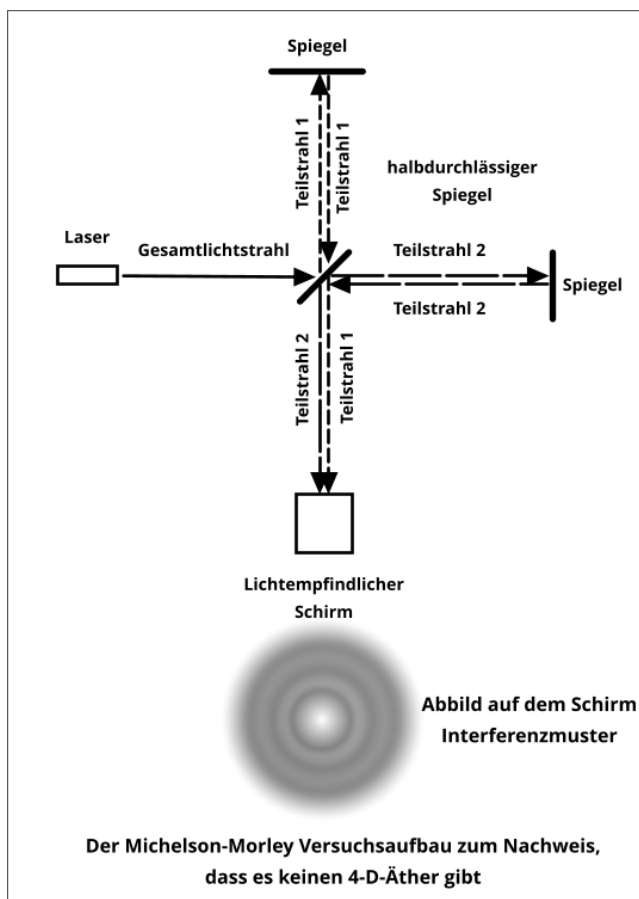 Spiegel
Teilstrahl 1
Teilstrahl 1
halbdurchlässiger
Spiegel
Laser
Gesamtlichtstrahl
Teilstrahl 2
Spiegel
Teilstrahl 2
Teilstrahl 2
Teilstrahl 1
Lichtempfindlicher
Schirm
Abbild auf dem Schirm
Interferenzmuster
Der Michelson-Morley Versuchsaufbau zum Nachweis,
dass es keinen 4-D-Äther gibt